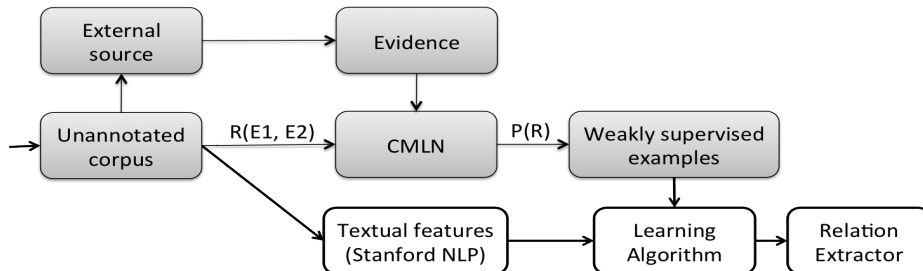 External
source
Evidence
Unannotated
corpus
R(E1, E2)
CMLN
P(R)
Weakly supervised
examples
Textual features
(Stanford NLP)
Learning
Algorithm
Relation
Extractor